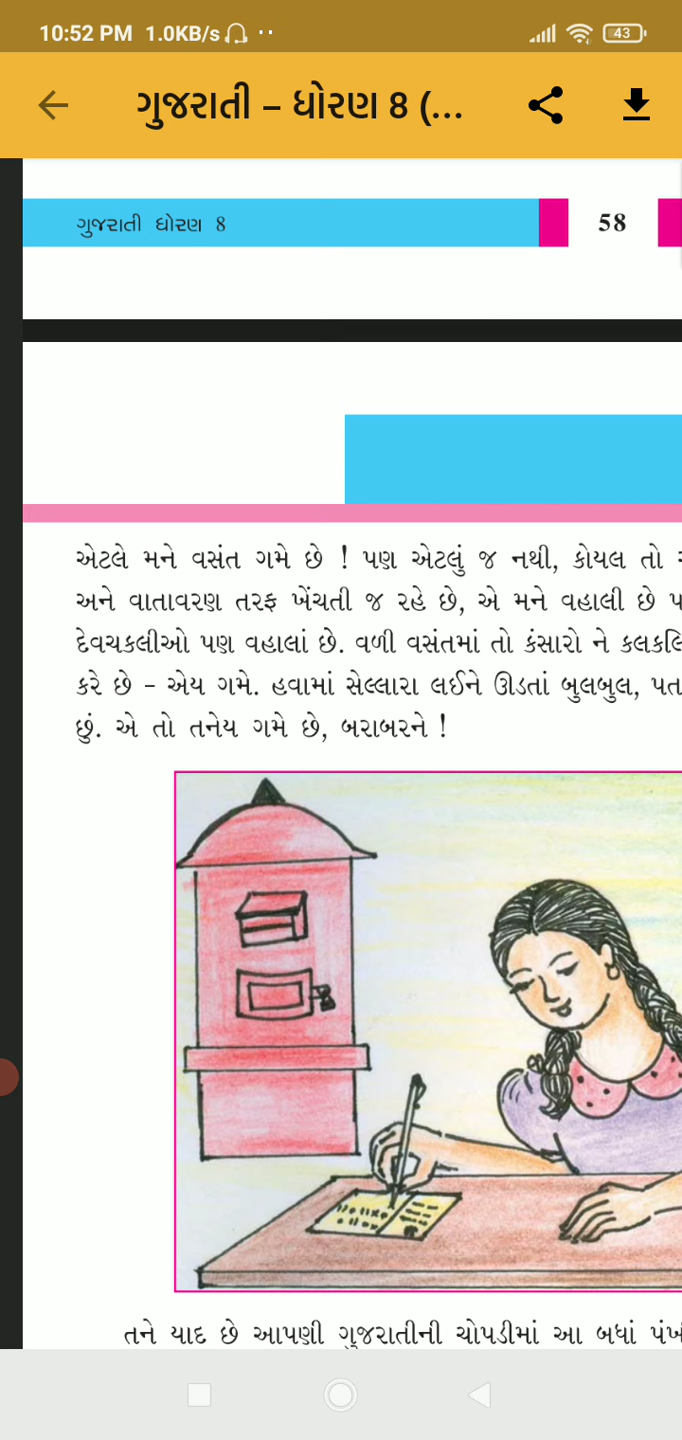 10:52 PM 1.0KB/s
43
ગુજરાતી – ધોરણ 8 (...
ગુજરાતી ધોરણ 8
58
એટલે મને વસંત ગમે છે ! પણ એટલું જ નથી, કોયલ તો
અને વાતાવરણ તરફ ખેંચતી જ રહે છે, એ મને વહાલી છે
દેવચકલીઓ પણ વહાલાં છે. વળી વસંતમાં તો કંસારો ને
કરે છે – એય ગમે. હવામાં સેલ્લારા લઈને ઊડતાં બુલબુલ,
છું. એ તો તનેય ગમે છે, બરાબરને !
તને યાદ છે આપણી ગુજરાતીની ચોપડીમાં આ બધાં